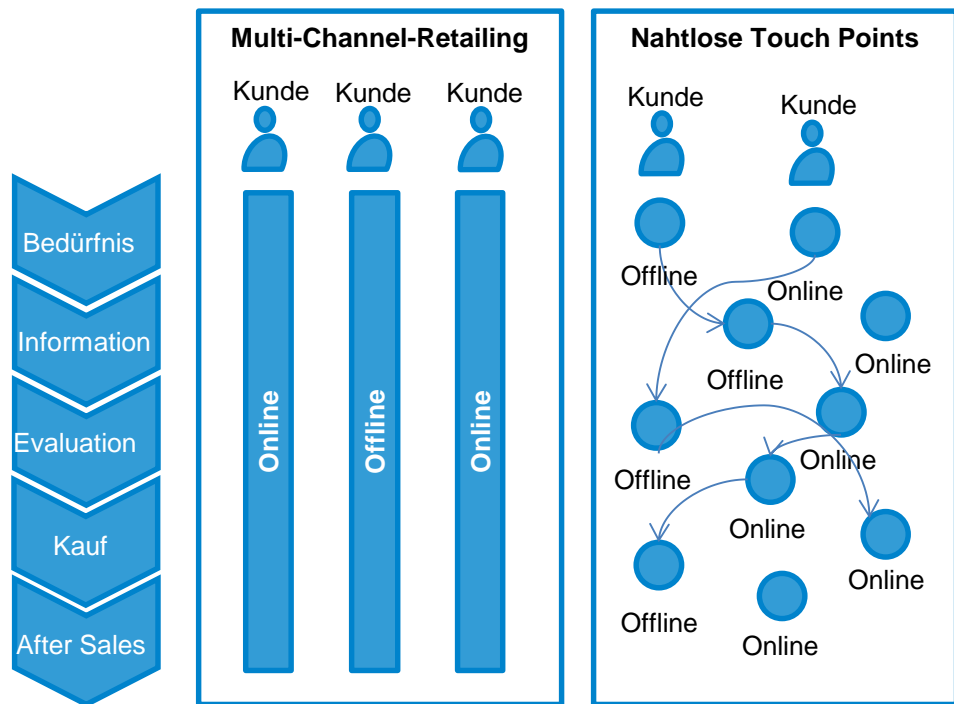 Multi-Channel-Retailing
Kunde
Kunde
Kunde
Online
Offline
Online
Nahtlose Touch Points
Kunde
Kunde
Offline
Online
Online
Offline
Online
Offline
Online
Online
Offline
Online
Bedürfnis
Information
Evaluation
Kauf
After Sales